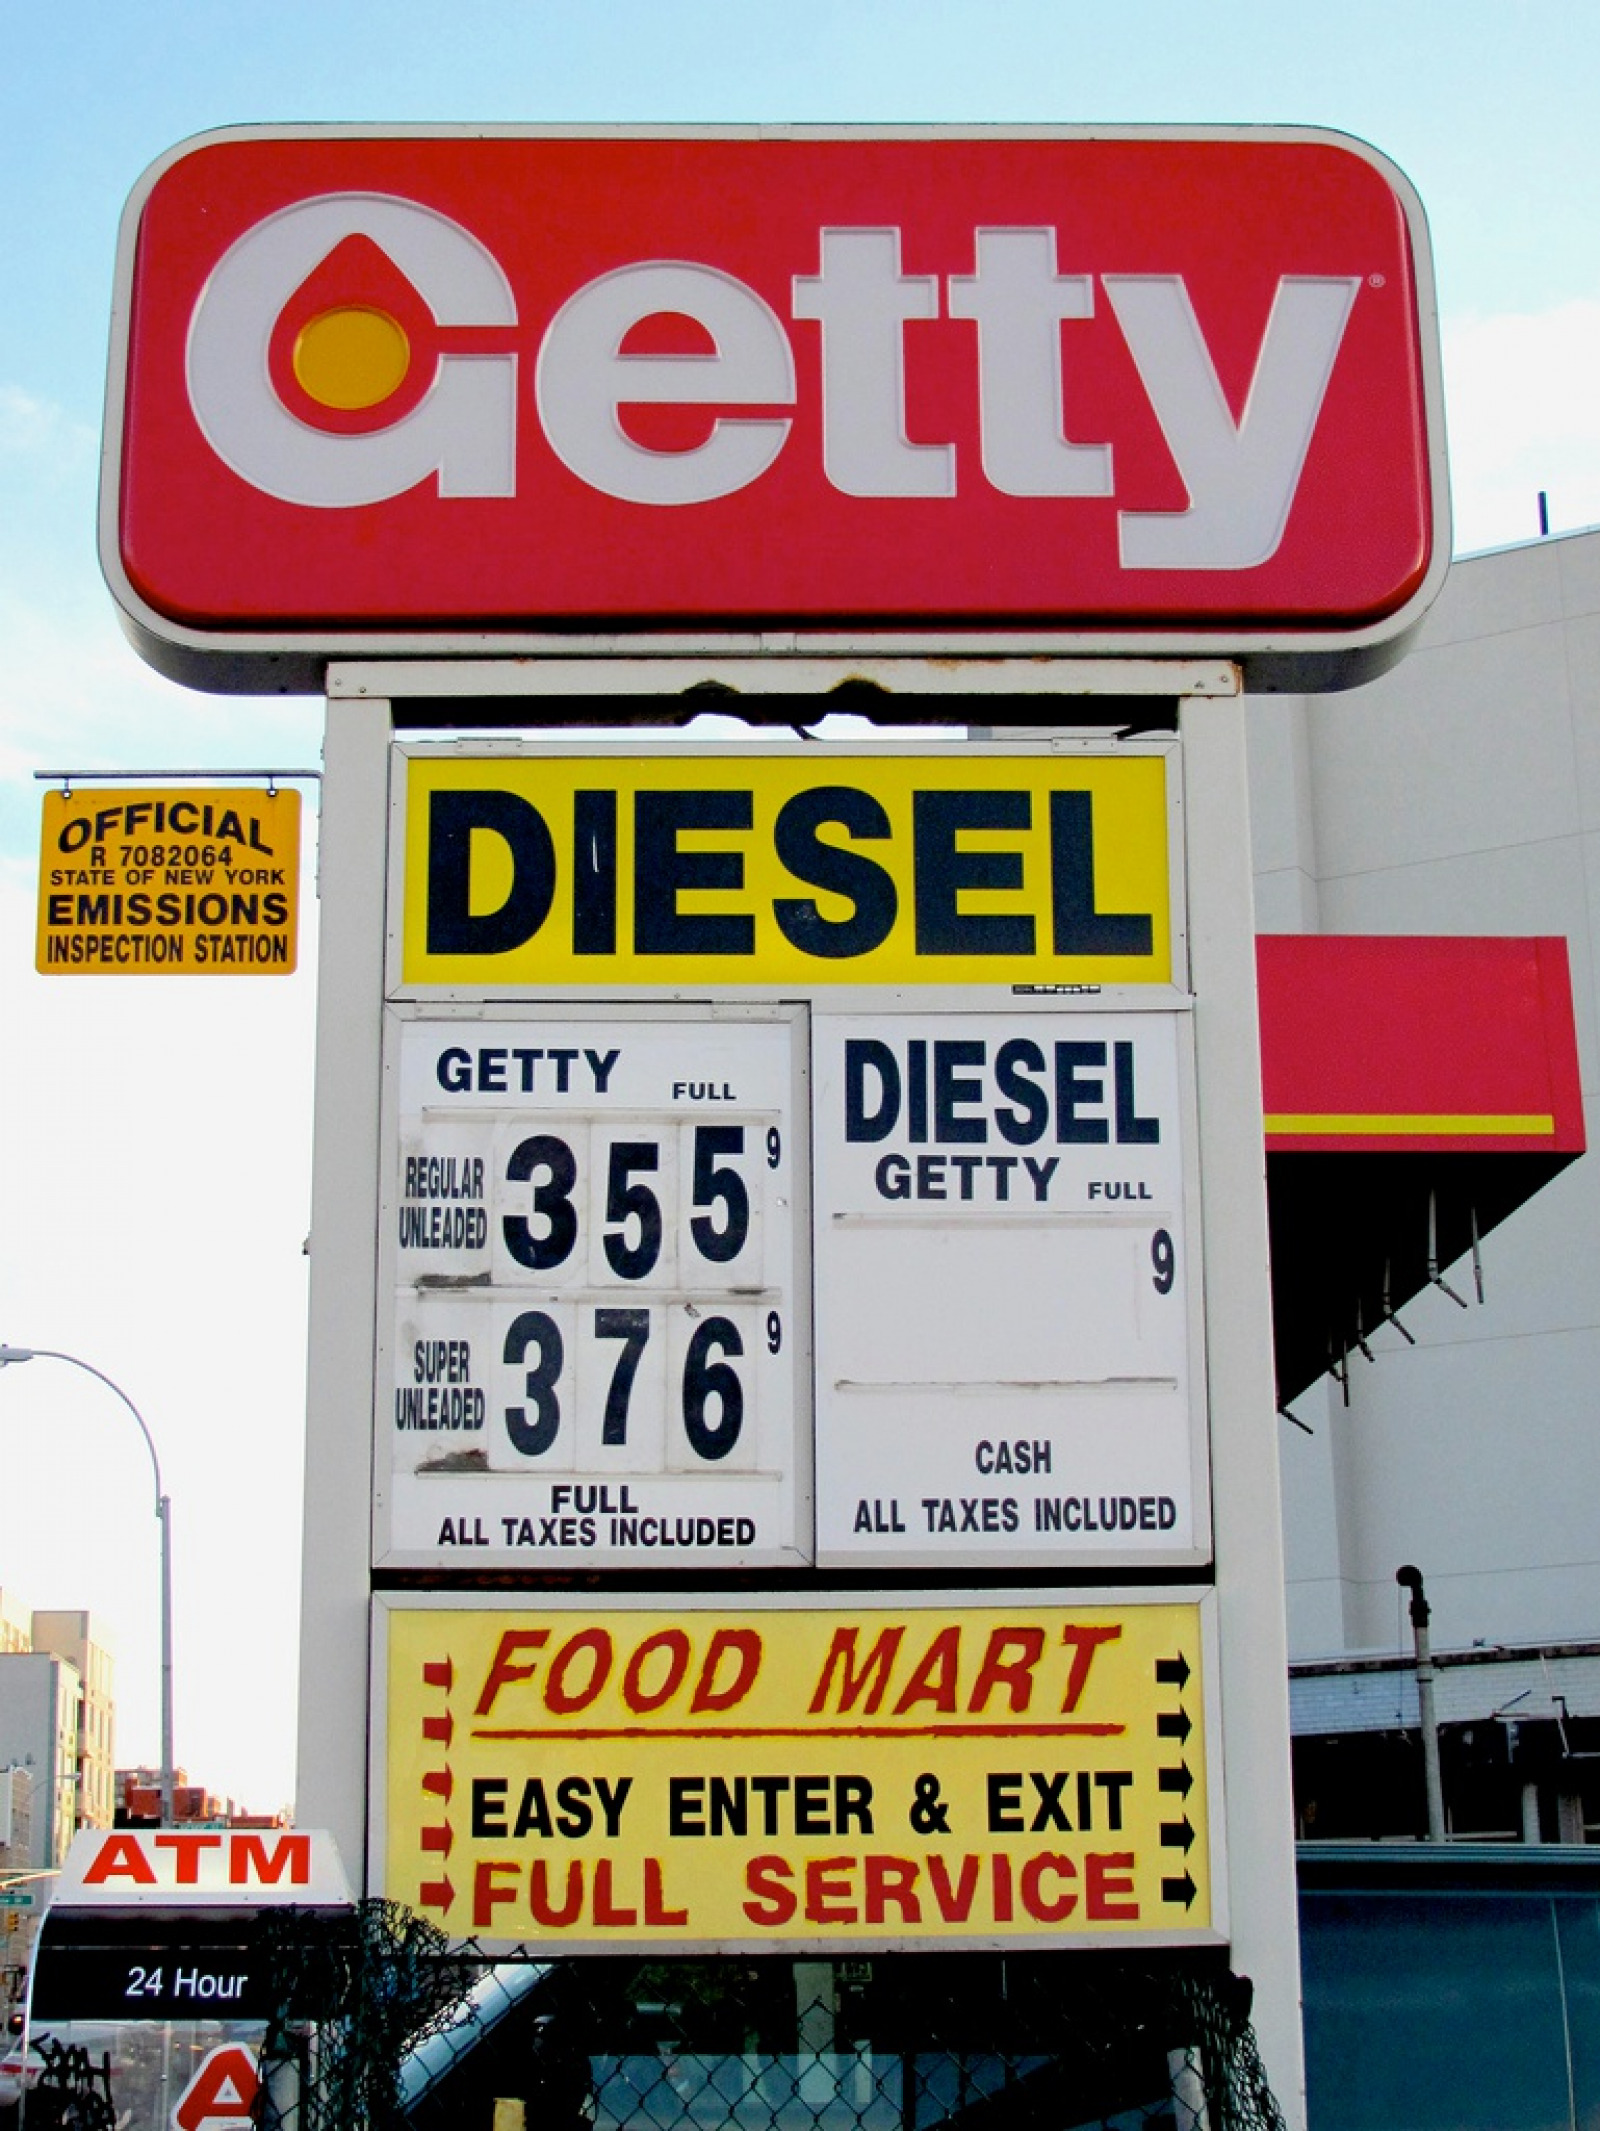 Getty®
DIESEL
OFFICIAL
R 7082064
STATE OF NEW YORK
EMISSIONS
INSPECTION STATION
GETTY FULL
REGULAR
UNLEADED
355 9
SUPER
UNLEADED
376 9
FULL
ALL TAXES INCLUDED
DIESEL
GETTY FULL
9
CASH
ALL TAXES INCLUDED
FOOD MART
EASY ENTER & EXIT
FULL SERVICE
ATM
24 Hour
A